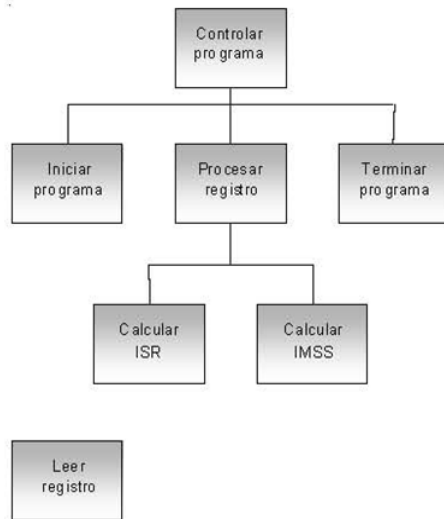 Controlar
programa
Iniciar
programa
Procesar
registro
Terminar
programa
Calcular
ISR
Calcular
IMSS
Leer
registro